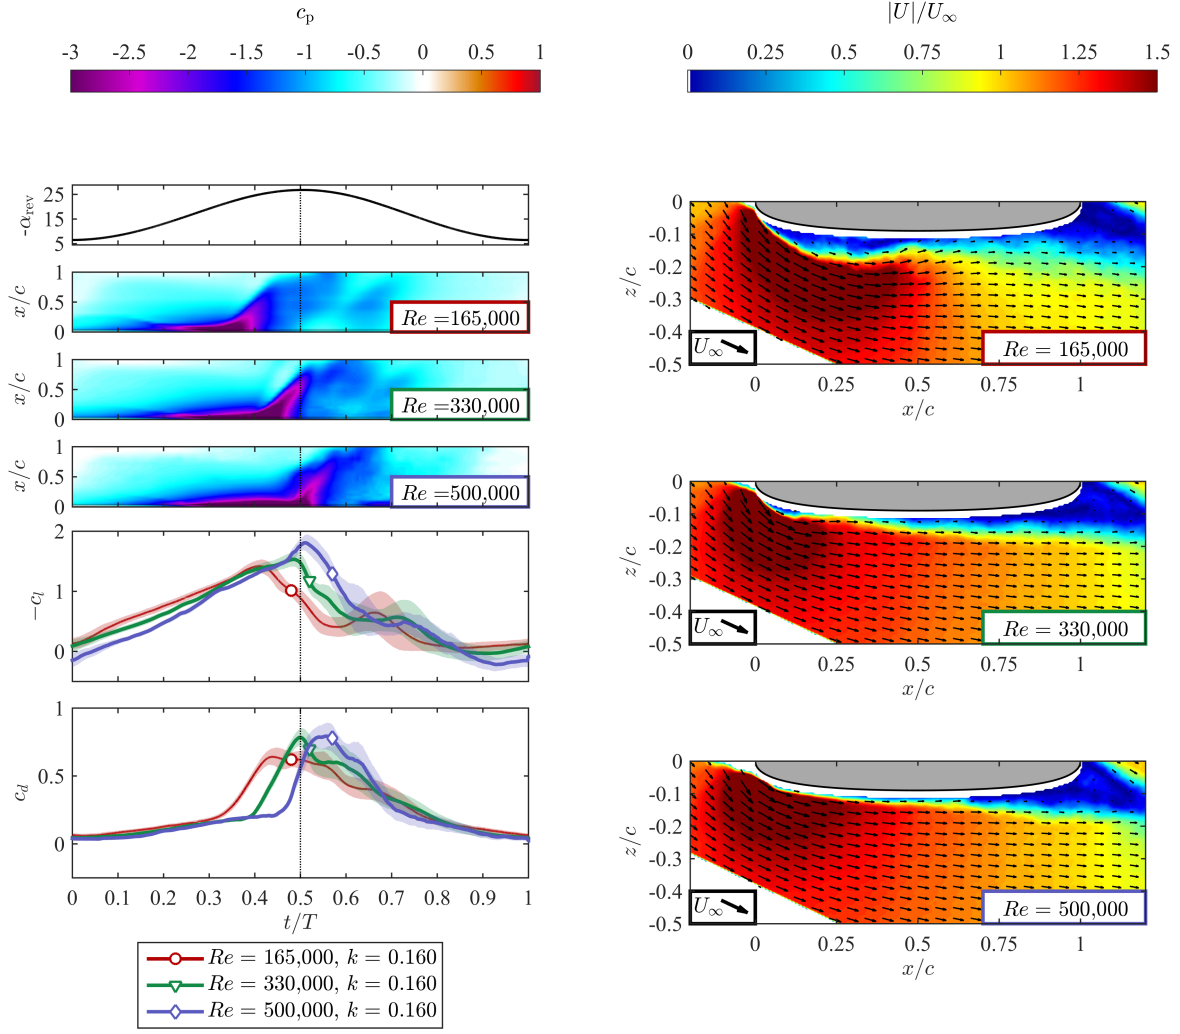 c_p
-3 -2.5 -2 -1.5 -1 -0.5 0 0.5 1
-α_rev
25
15
5
x/c
1
0.5
0
Re =165,000
x/c
1
0.5
0
Re =330,000
x/c
1
0.5
0
Re =500,000
−c_l
2
1
0
c_d
1
0.5
0
0 0.1 0.2 0.3 0.4 0.5 0.6 0.7 0.8 0.9 1
t/T
Re = 165,000, k = 0.160
Re = 330,000, k = 0.160
Re = 500,000, k = 0.160
|U|/U_∞
0 0.25 0.5 0.75 1 1.25 1.5
z/c
0
-0.1
-0.2
-0.3
-0.4
-0.5
U_∞
Re = 165,000
0 0.25 0.5 0.75 1
x/c
z/c
0
-0.1
-0.2
-0.3
-0.4
-0.5
U_∞
Re = 330,000
0 0.25 0.5 0.75 1
x/c
z/c
0
-0.1
-0.2
-0.3
-0.4
-0.5
U_∞
Re = 500,000
0 0.25 0.5 0.75 1
x/c